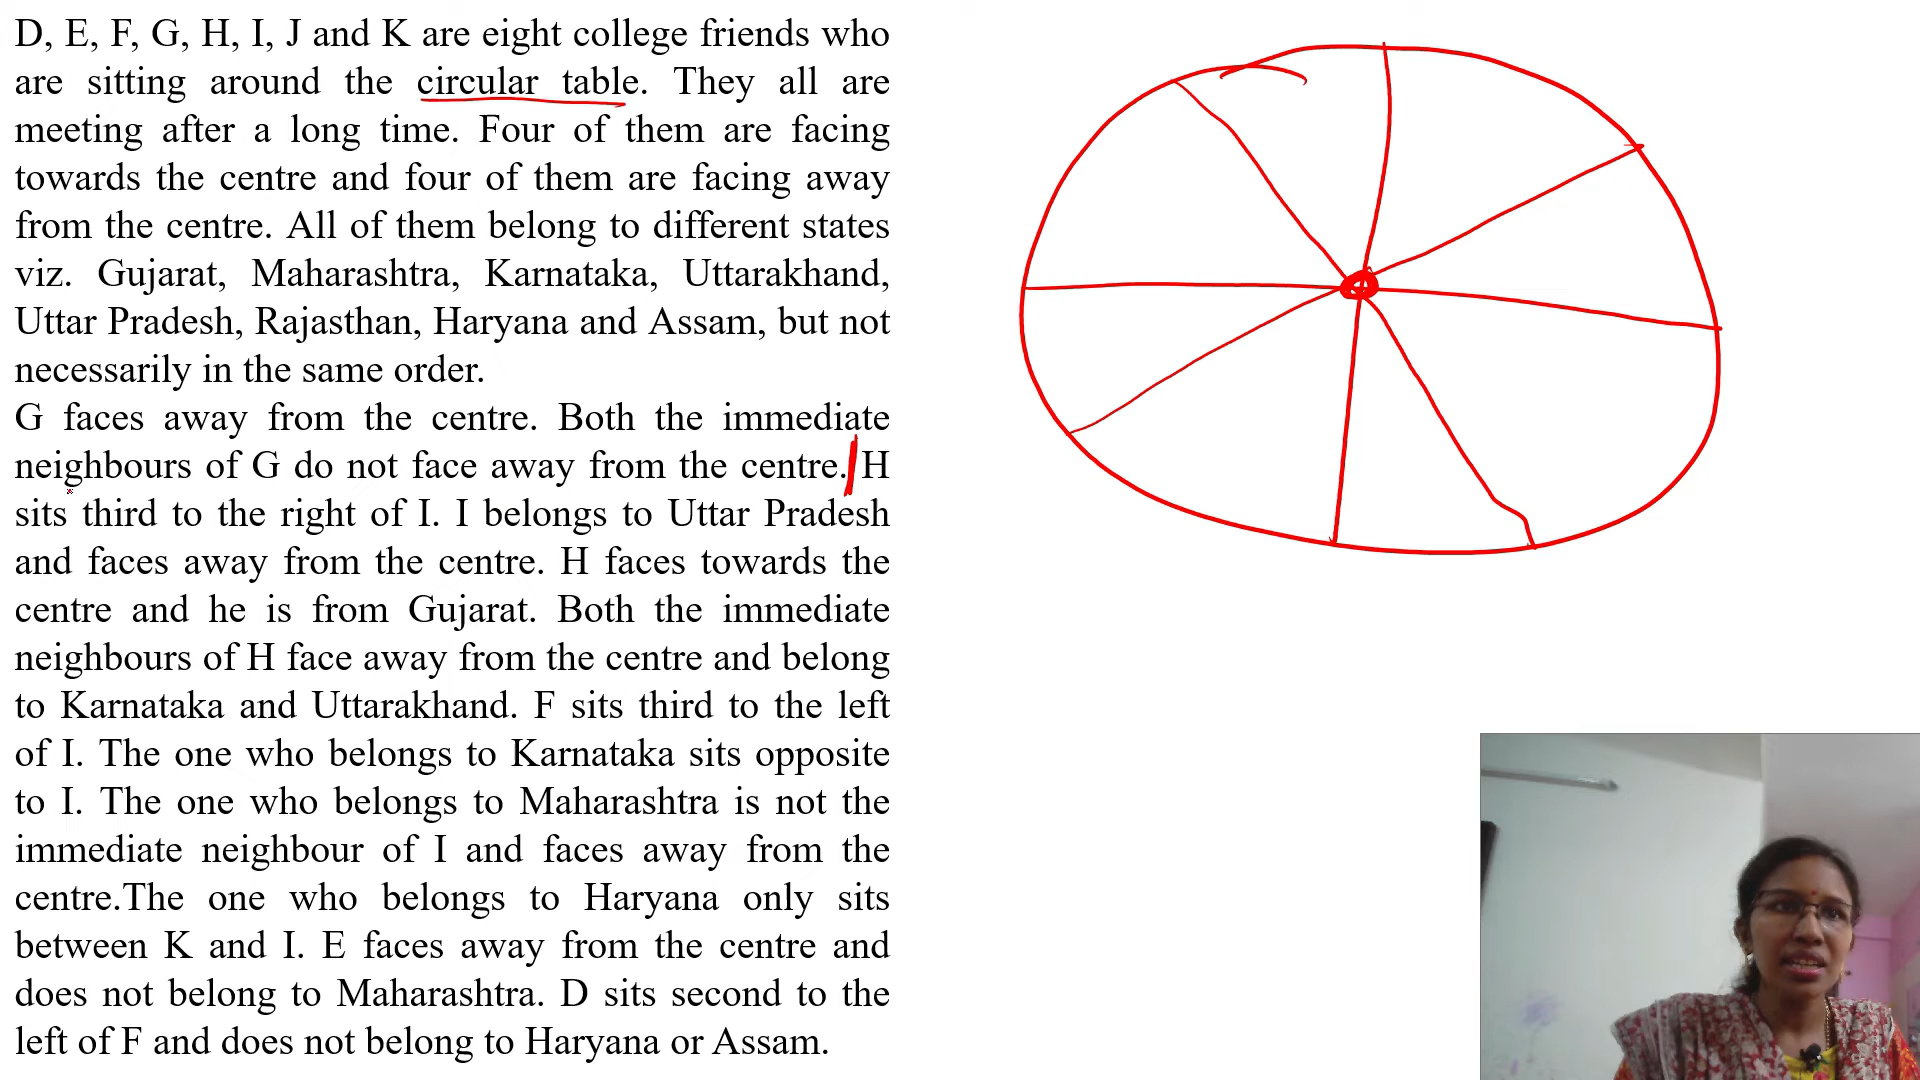 D, E, F, G, H, I, J and K are eight college friends who
are sitting around the circular table. They all are
meeting after a long time. Four of them are facing
towards the centre and four of them are facing away
from the centre. All of them belong to different states
viz. Gujarat, Maharashtra, Karnataka, Uttarakhand,
Uttar Pradesh, Rajasthan, Haryana and Assam, but not
necessarily in the same order.
G faces away from the centre. Both the immediate
neighbours of G do not face away from the centre. H
sits third to the right of I. I belongs to Uttar Pradesh
and faces away from the centre. H faces towards the
centre and he is from Gujarat. Both the immediate
neighbours of H face away from the centre and belong
to Karnataka and Uttarakhand. F sits third to the left
of I. The one who belongs to Karnataka sits opposite
to I. The one who belongs to Maharashtra is not the
immediate neighbour of I and faces away from the
centre.The one who belongs to Haryana only sits
between K and I. E faces away from the centre and
does not belong to Maharashtra. D sits second to the
left of F and does not belong to Haryana or Assam.